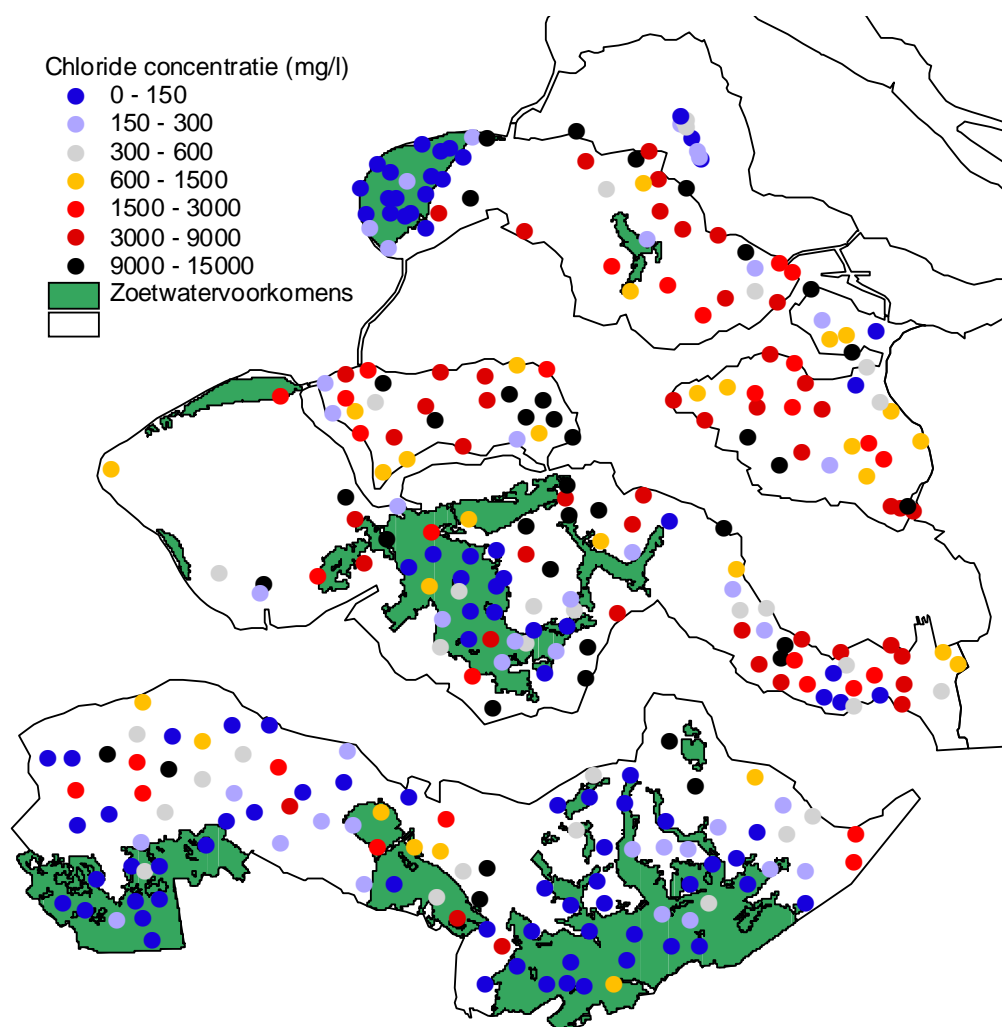 Chloride concentratie (mg/l)
0 - 150
150 - 300
300 - 600
600 - 1500
1500 - 3000
3000 - 9000
9000 - 15000
Zoetwatervoorkomens